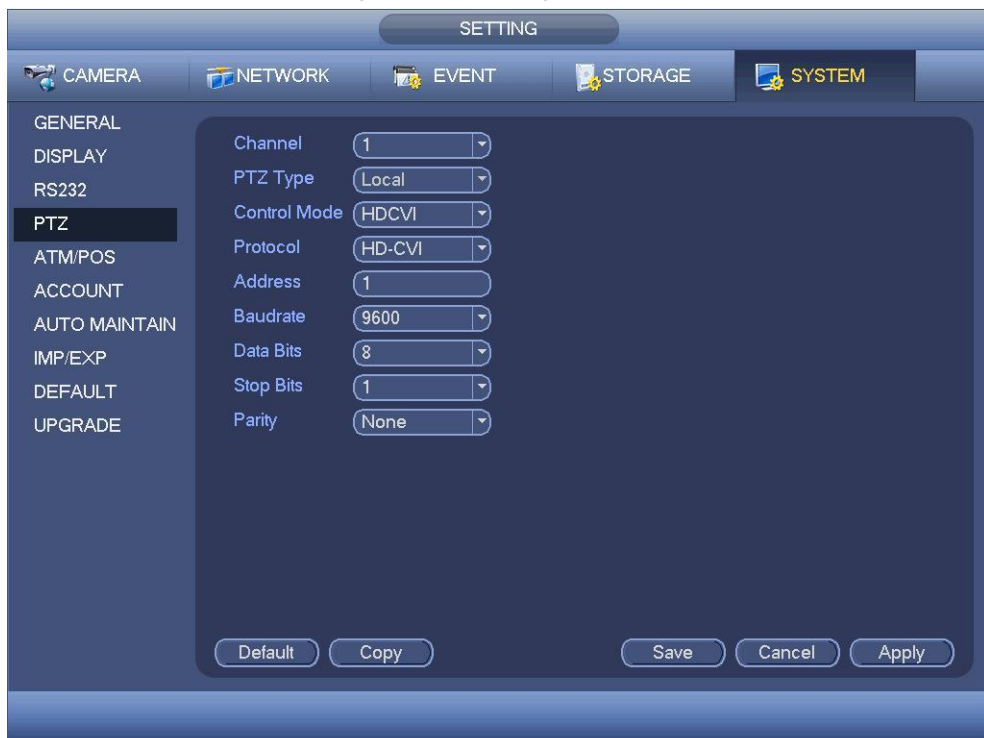 SETTING
CAMERA NETWORK EVENT STORAGE SYSTEM
GENERAL
DISPLAY
RS232
PTZ
ATM/POS
ACCOUNT
AUTO MAINTAIN
IMP/EXP
DEFAULT
UPGRADE
Channel 1
PTZ Type Local
Control Mode HDCVI
Protocol HD-CVI
Address 1
Baudrate 9600
Data Bits 8
Stop Bits 1
Parity None
Default Copy Save Cancel Apply